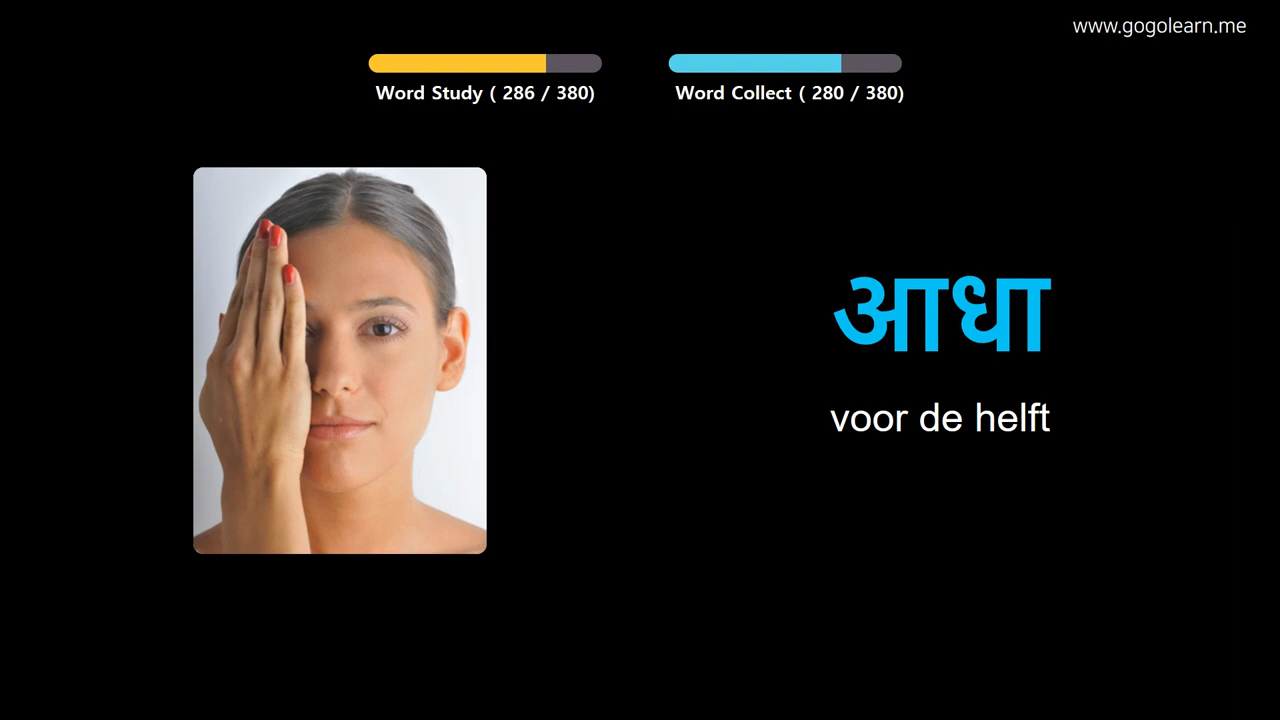 www.gogolearn.me
Word Study ( 286 / 380)
Word Collect ( 280 / 380)
आधा
voor de helft